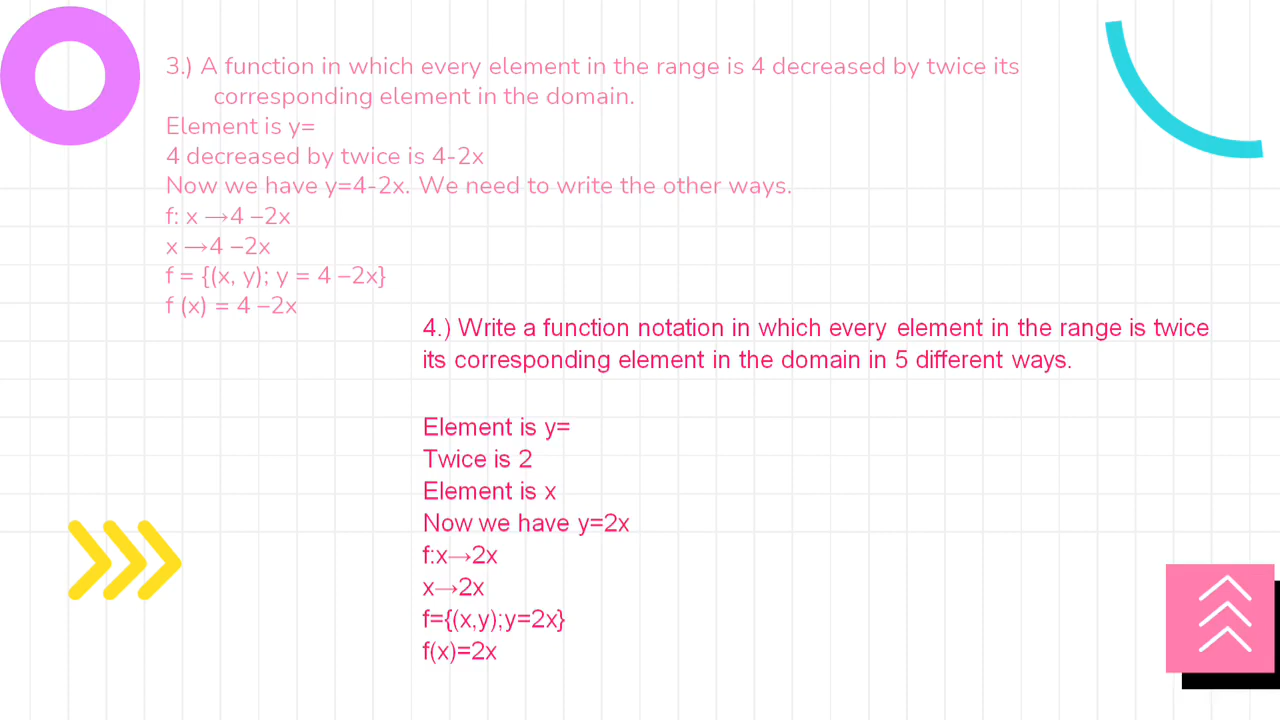 3.) A function in which every element in the range is 4 decreased by twice its
corresponding element in the domain.
Element is y=
4 decreased by twice is 4-2x
Now we have y=4-2x. We need to write the other ways.
f: x →4 –2x
x →4 –2x
f = {(x, y); y = 4 –2x}
f (x) = 4 –2x
4.) Write a function notation in which every element in the range is twice
its corresponding element in the domain in 5 different ways.
Element is y=
Twice is 2
Element is x
Now we have y=2x
f:x→2x
x→2x
f={(x,y);y=2x}
f(x)=2x